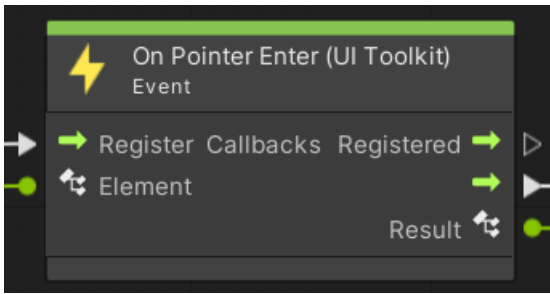 On Pointer Enter (UI Toolkit)
Event
Register Callbacks Registered
Element
Result